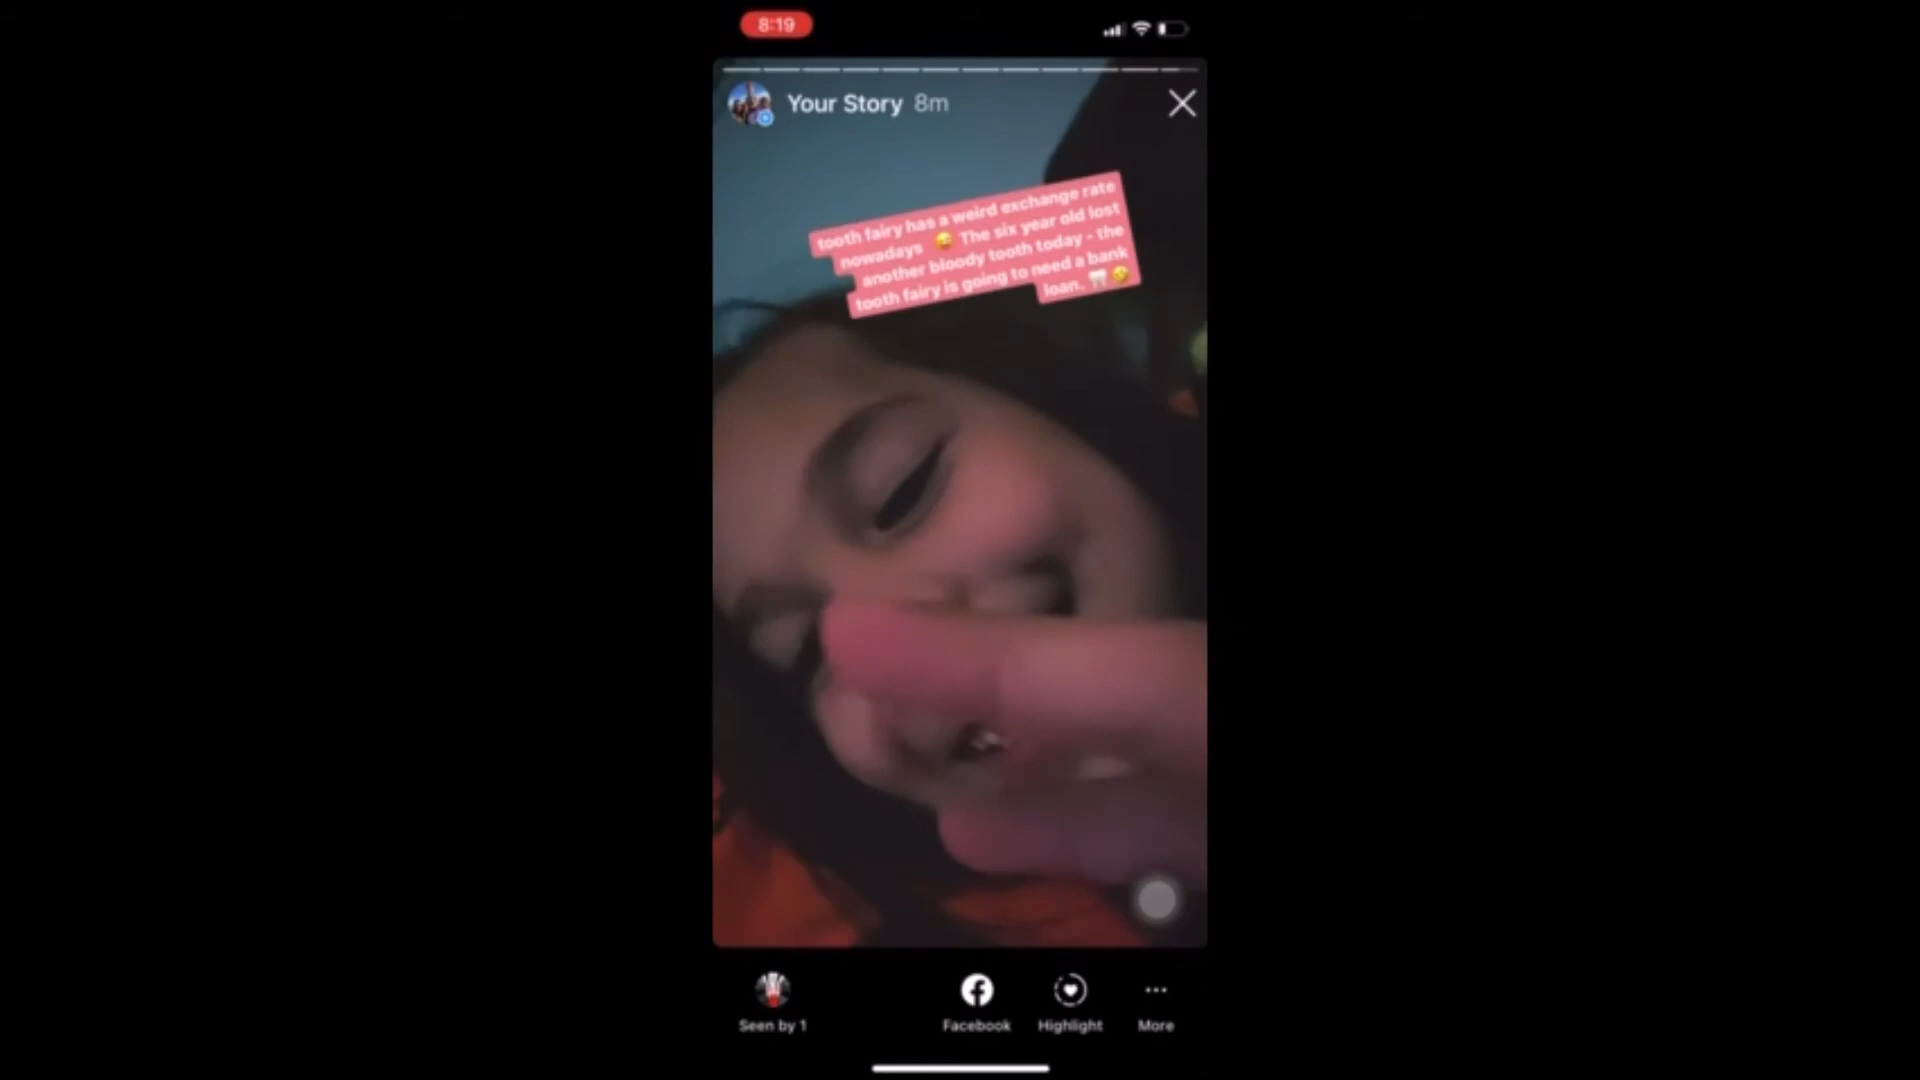 8:19
Your Story 8m
tooth fairy has a weird exchange rate
nowadays 🤪 The six year old lost
another bloody tooth today - the
tooth fairy is going to need a bank
loan. 🦷🤣
Seen by 1
Facebook
Highlight
More